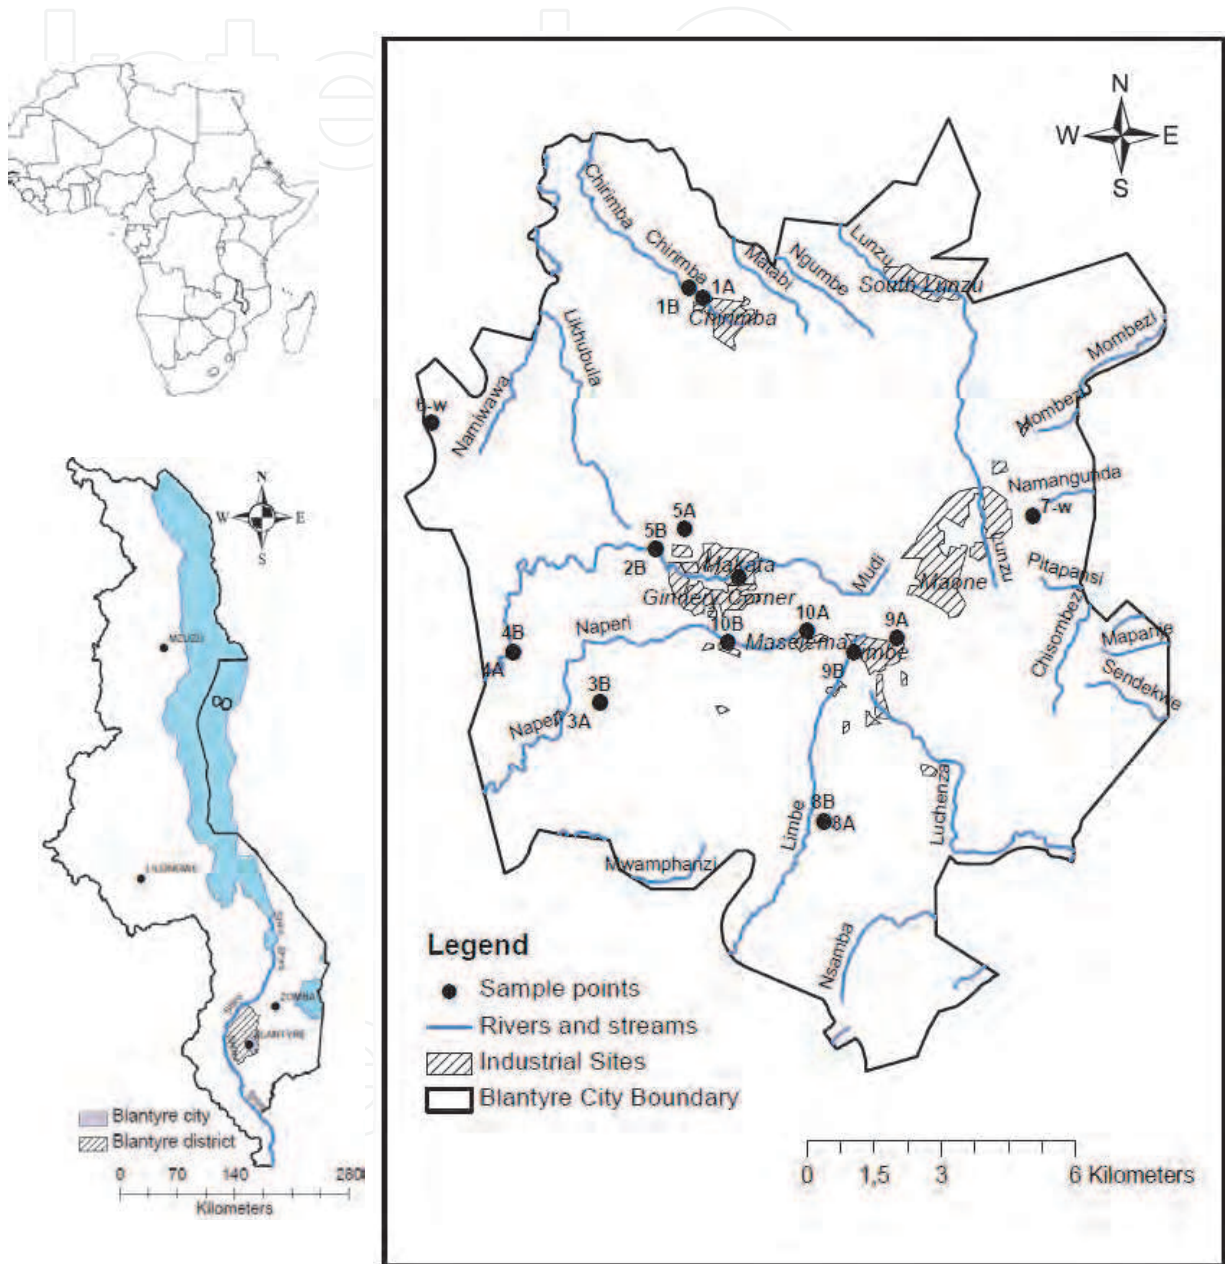 N
W E
S
Chirimba
Chirimba
Matabi
Ngumbe
Lunzu
South Lunzu
1A
1B
Chirimba
Mombezi
Likhubula
Namiwawa
6-w
Mombezi
Namangunda
7-w
5A
5B
2B
Makata
Mudi
Maone
Lunzu
Pitapansi
Ginnery Corner
10A
10B
Naperi
9A
Maselema
Limbe
9B
Chisombezi
Mapanje
Sendekwe
4B
4A
3B
3A
Naperi
Luchenza
8B
8A
Limbe
Mwamphanzi
Nsamba
Legend
Sample points
Rivers and streams
Industrial Sites
Blantyre City Boundary
0 1,5 3 6 Kilometers
N
W E
S
MZUZU
LILONGWE
ZOMBA
BLANTYRE
Blantyre city
Blantyre district
0 70 140 280
Kilometers